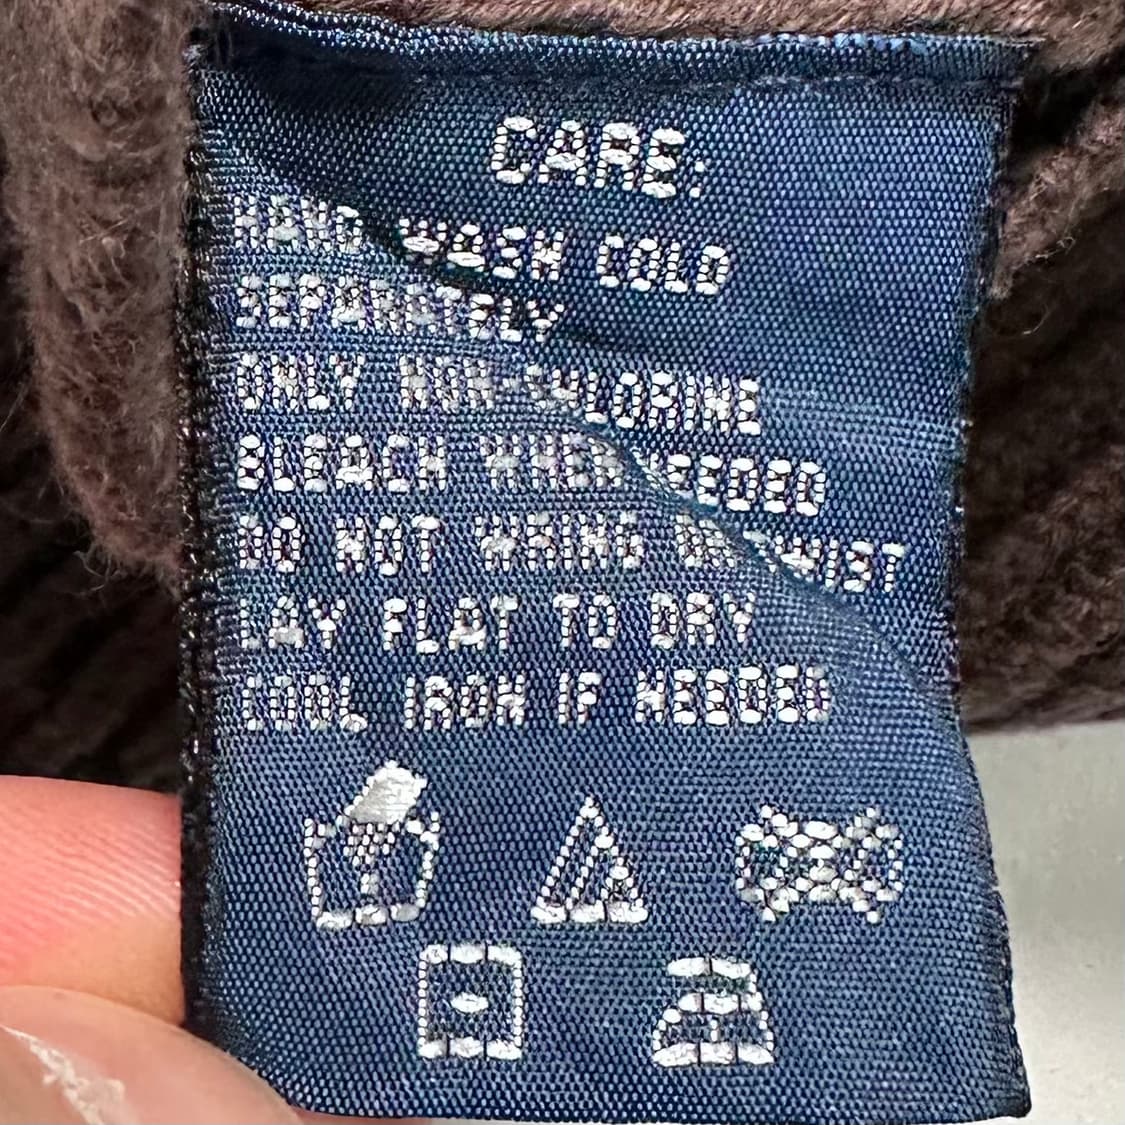 CARE:
HAND WASH COLD
SEPARATELY
ONLY NON-CHLORINE
BLEACH WHEN NEEDED
DO NOT WRING OR TWIST
LAY FLAT TO DRY
COOL IRON IF NEEDED